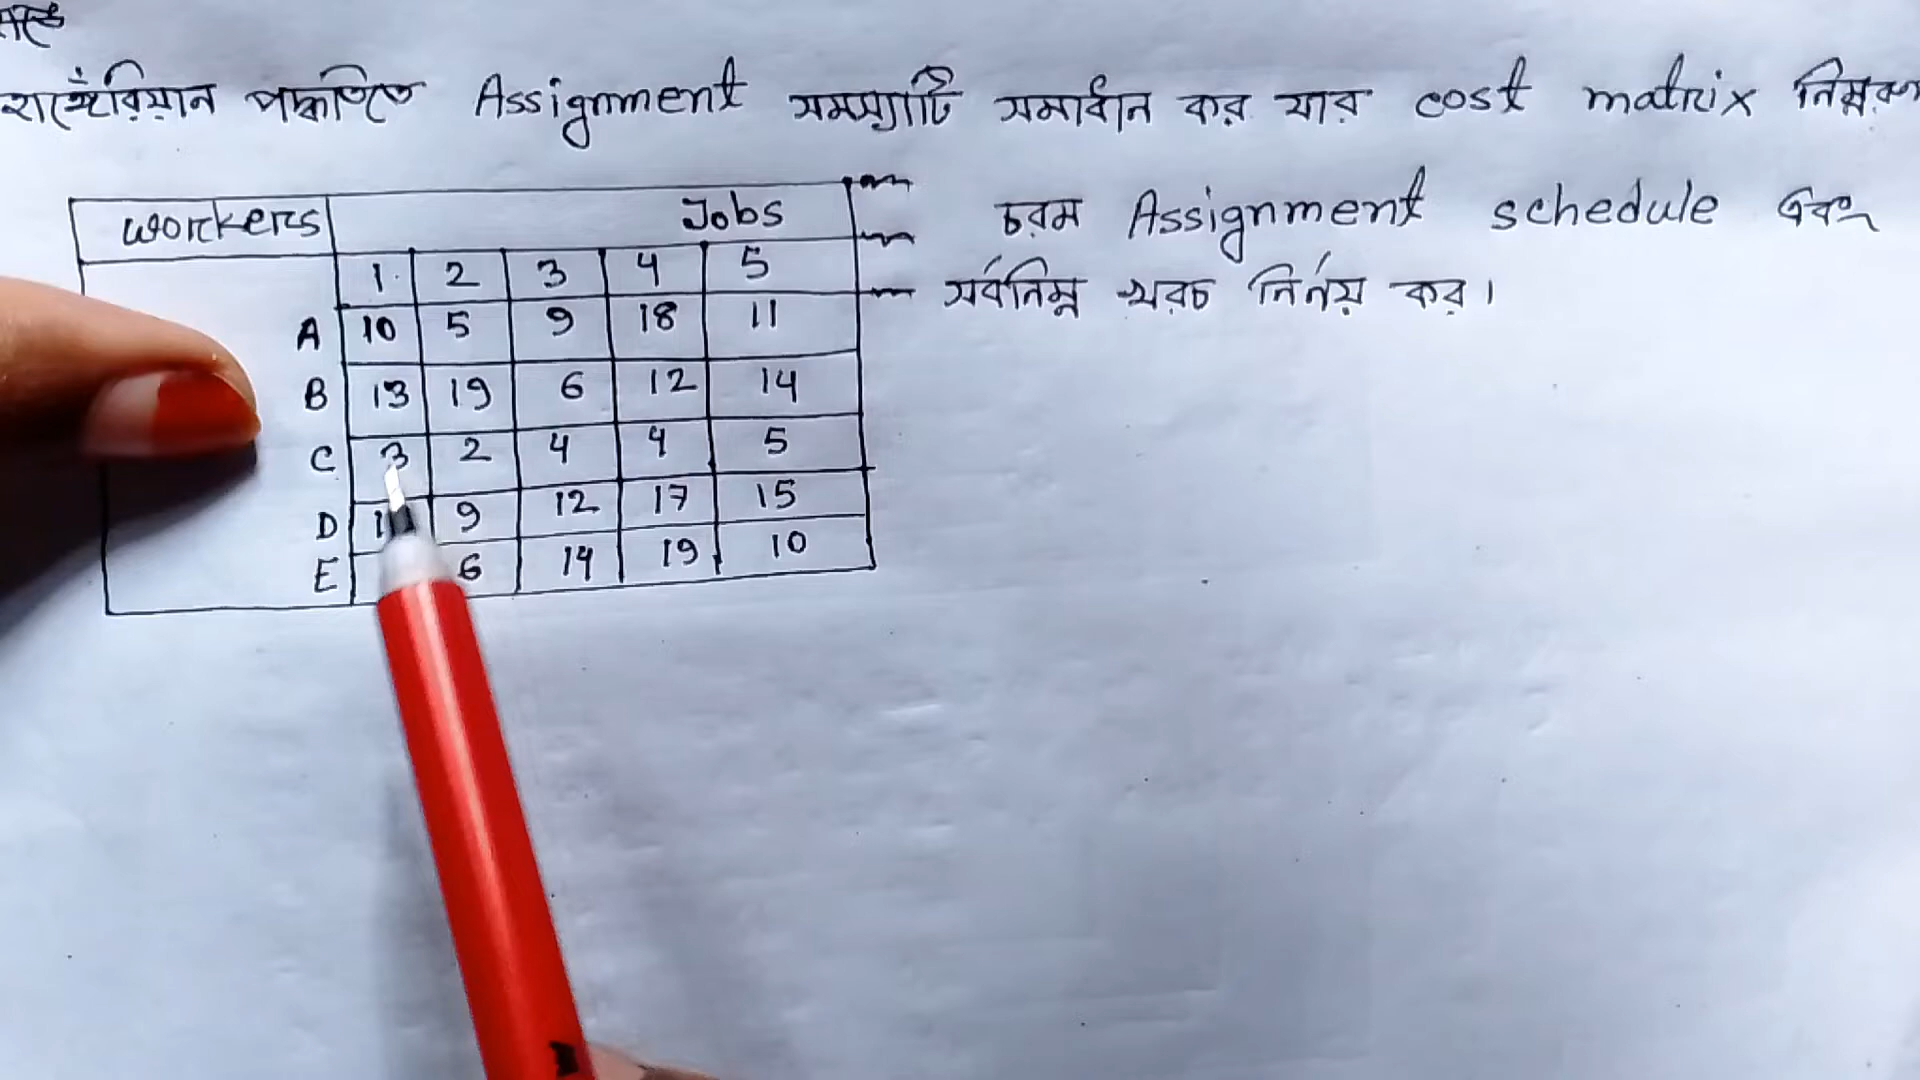 হাঙ্গেরিয়ান পদ্ধতিতে Assignment সমস্যাটি সমাধান কর যার cost matrix নিম্নরূপ
workers Jobs
1 2 3 4 5
A 10 5 9 18 11
B 13 19 6 12 14
C 3 2 4 4 5
D 9 12 17 15
E 6 14 19 10
চরম Assignment schedule এবং
সর্বনিম্ন খরচ নির্ণয় কর।